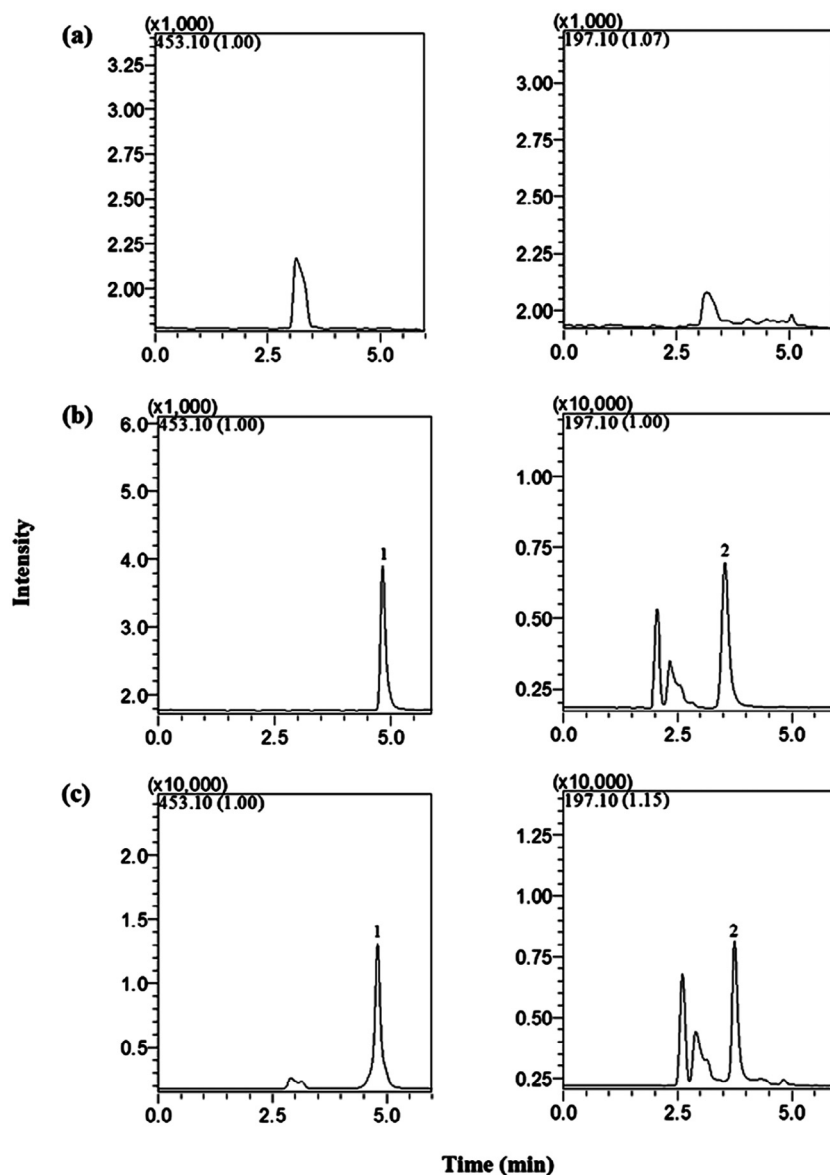 (a)
(x1,000)
453.10 (1.00)
3.25
3.00
2.75
2.50
2.25
2.00
0.0 2.5 5.0
(x1,000)
197.10 (1.07)
3.00
2.75
2.50
2.25
2.00
0.0 2.5 5.0
(b)
(x1,000)
453.10 (1.00)
6.0
5.0
4.0
3.0
2.0
1
0.0 2.5 5.0
(x10,000)
197.10 (1.00)
1.00
0.75
0.50
0.25
2
0.0 2.5 5.0
Intensity
(c)
(x10,000)
453.10 (1.00)
2.0
1.5
1.0
0.5
1
0.0 2.5 5.0
(x10,000)
197.10 (1.15)
1.25
1.00
0.75
0.50
0.25
2
0.0 2.5 5.0
Time (min)